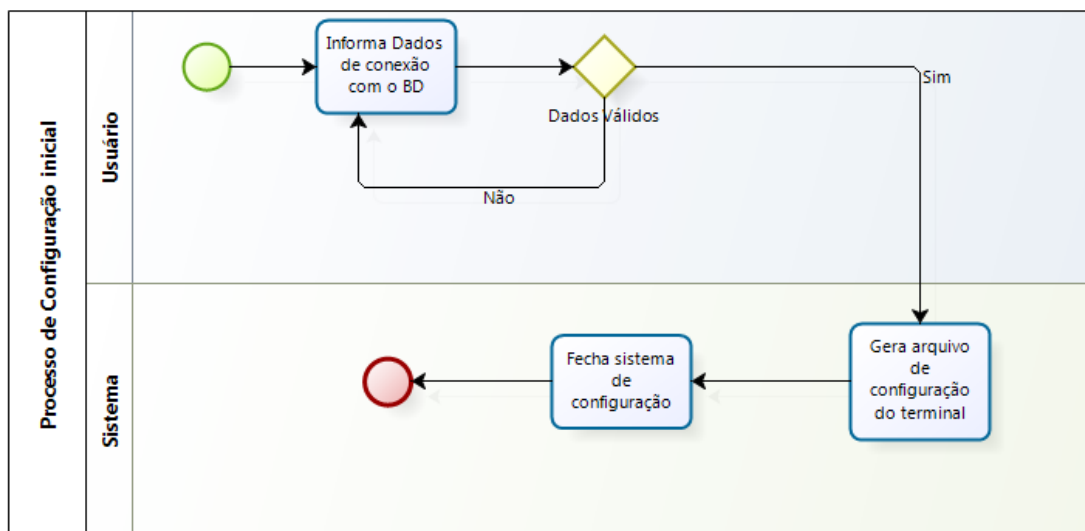 Processo de Configuração inicial
Usuário
Informa Dados
de conexão
com o BD
Dados Válidos
Sim
Não
Sistema
Fecha sistema
de
configuração
Gera arquivo
de
configuração
do terminal